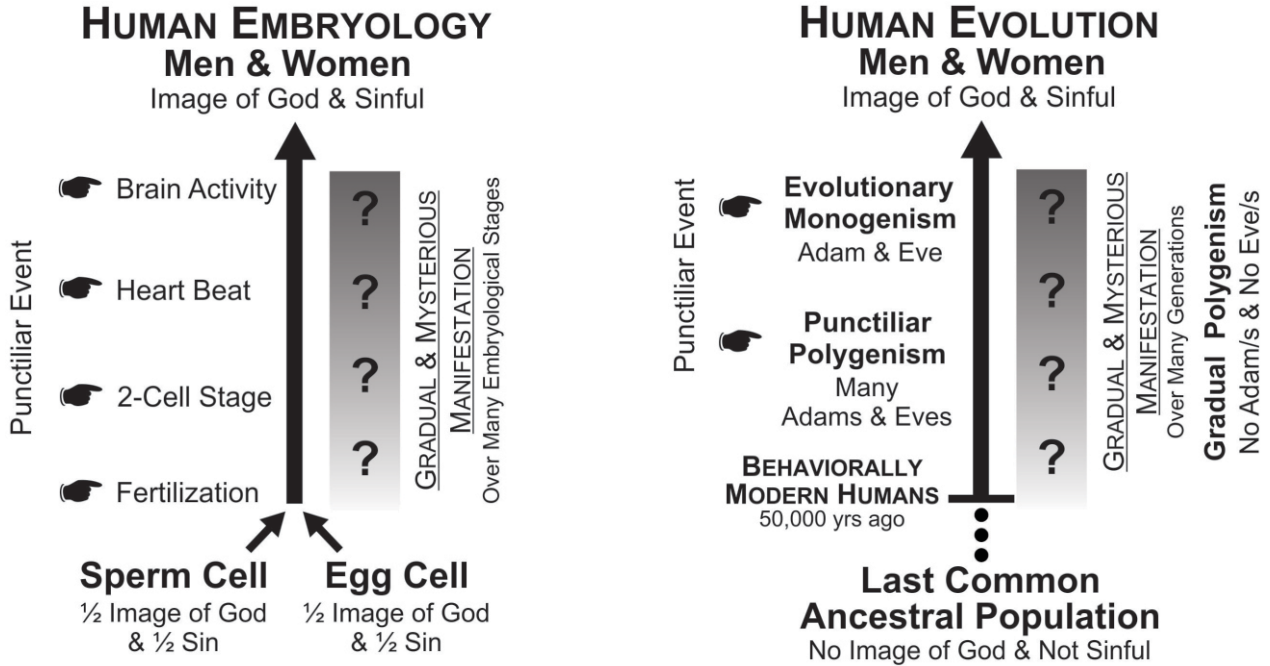 HUMAN EMBRYOLOGY
Men & Women
Image of God & Sinful
Punctiliar Event
Brain Activity
Heart Beat
2-Cell Stage
Fertilization
?
?
?
?
GRADUAL & MYSTERIOUS
MANIFESTATION
Over Many Embryological Stages
Sperm Cell
½ Image of God
& ½ Sin
Egg Cell
½ Image of God
& ½ Sin
HUMAN EVOLUTION
Men & Women
Image of God & Sinful
Punctiliar Event
Evolutionary
Monogenism
Adam & Eve
Punctiliar
Polygenism
Many
Adams & Eves
BEHAVIORALLY
MODERN HUMANS
50,000 yrs ago
?
?
?
?
GRADUAL & MYSTERIOUS
MANIFESTATION
Over Many Generations
Gradual Polygenism
No Adam/s & No Eve/s
Last Common
Ancestral Population
No Image of God & Not Sinful